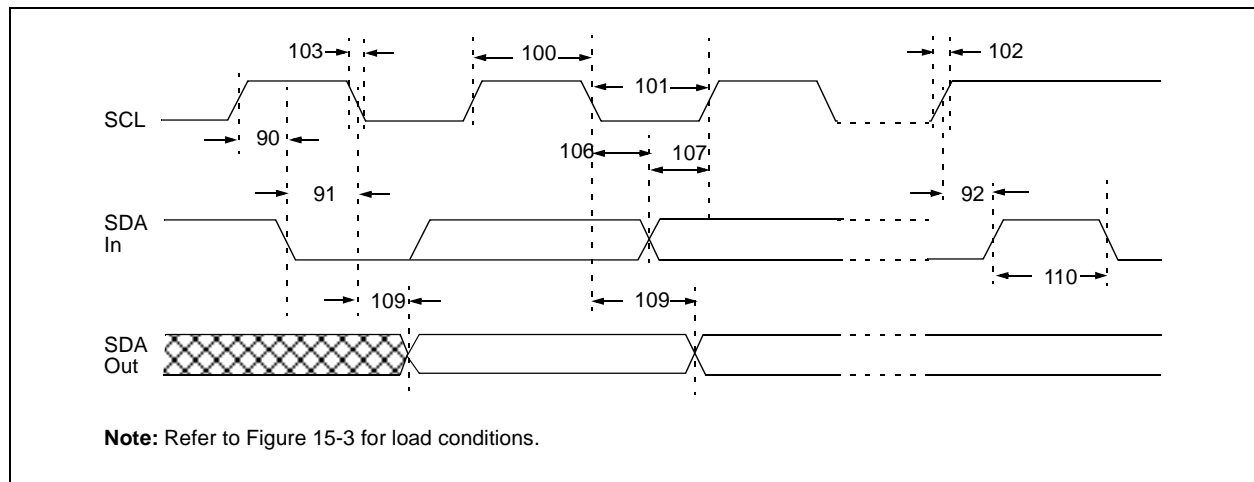 103
100
102
101
SCL
90
106
107
91
92
SDA
In
110
109
109
SDA
Out
Note: Refer to Figure 15-3 for load conditions.